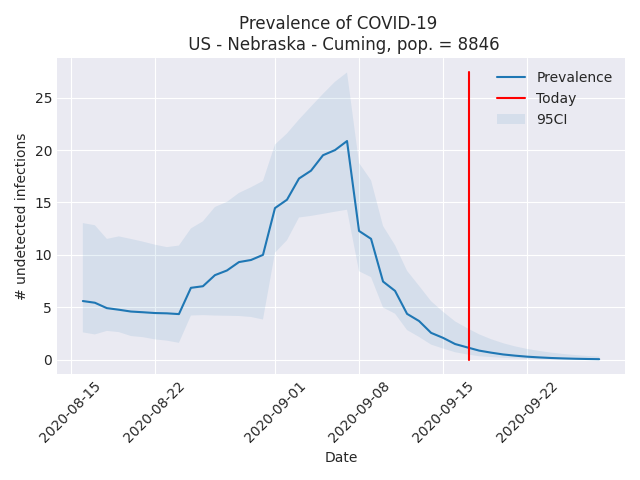 Prevalence of COVID-19
US - Nebraska - Cuming, pop. = 8846
Prevalence
Today
95CI
# undetected infections
25
20
15
10
5
0
2020-08-15
2020-08-22
2020-09-01
2020-09-08
2020-09-15
2020-09-22
Date